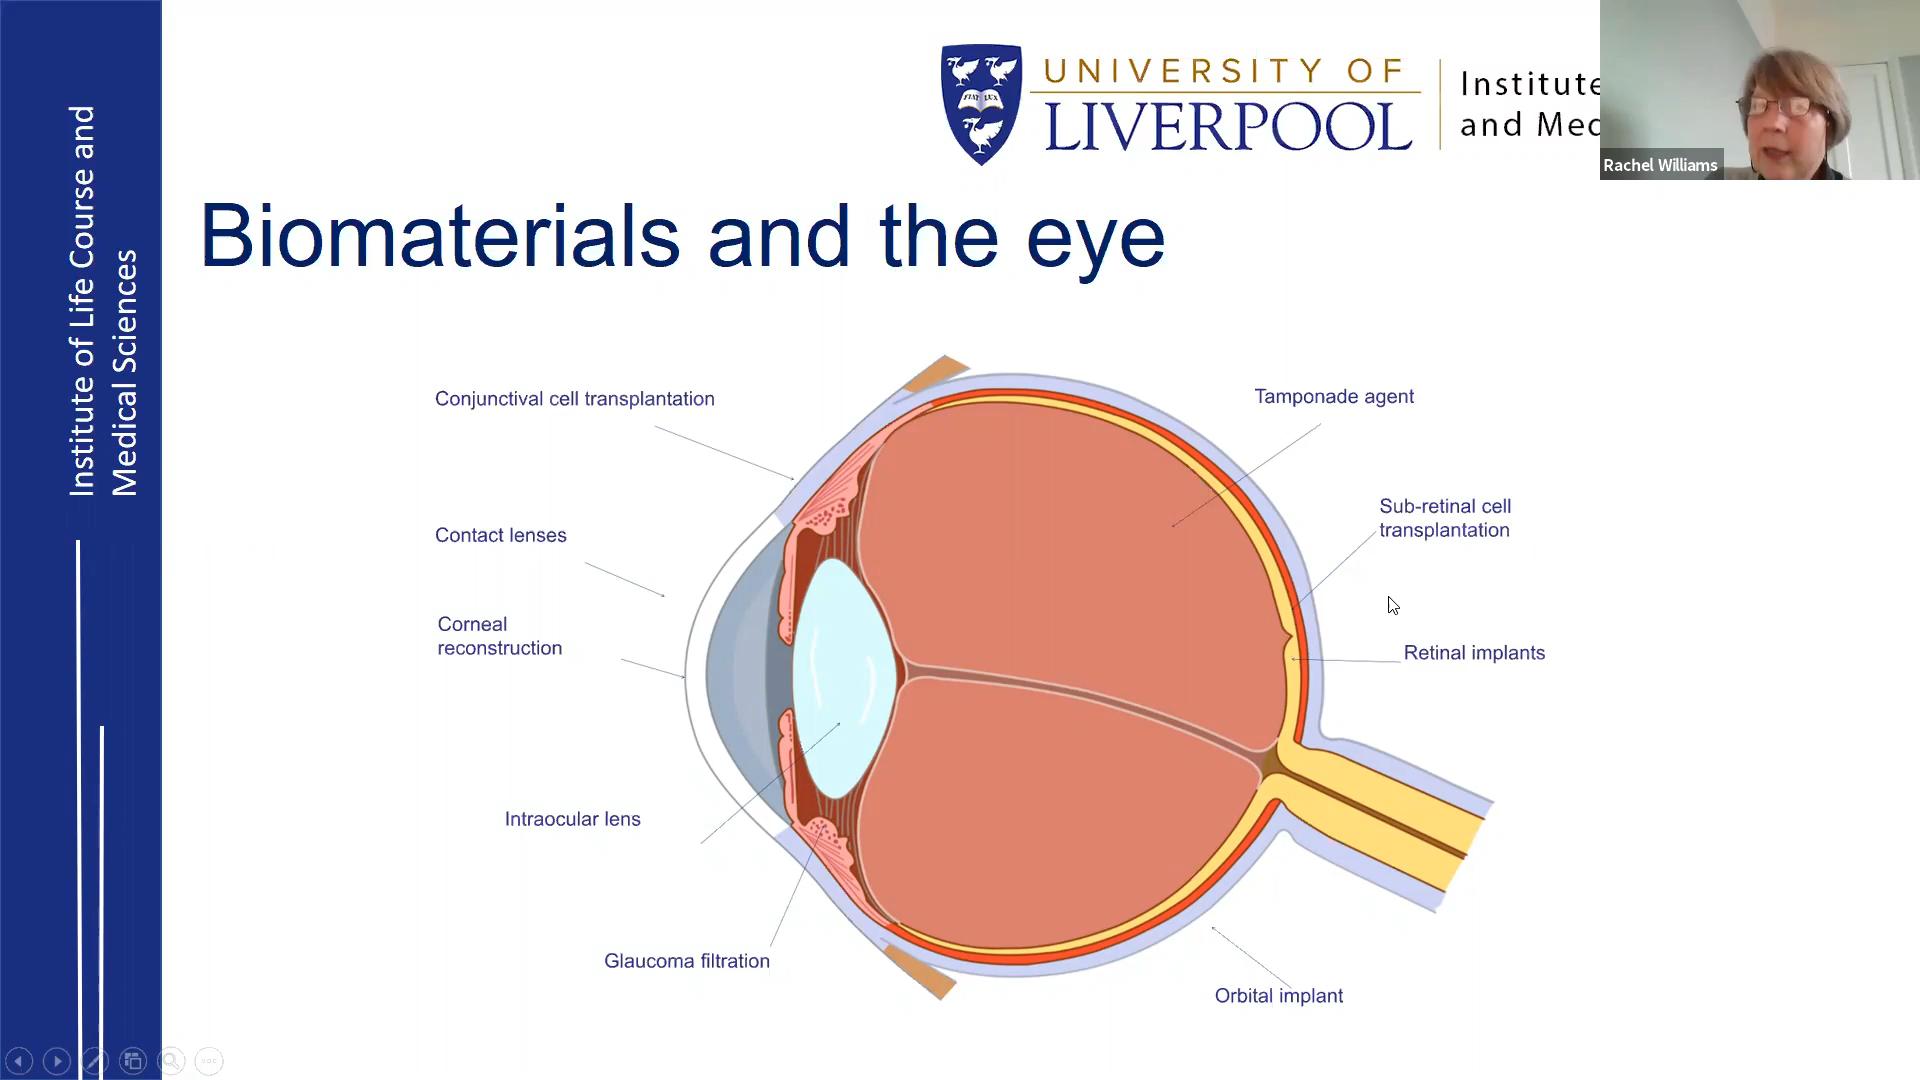 Institute of Life Course and
Medical Sciences
FIAT LUX
UNIVERSITY OF
LIVERPOOL
Institute
and Med
Rachel Williams
Biomaterials and the eye
Conjunctival cell transplantation
Tamponade agent
Sub-retinal cell
transplantation
Contact lenses
Corneal
reconstruction
Retinal implants
Intraocular lens
Glaucoma filtration
Orbital implant